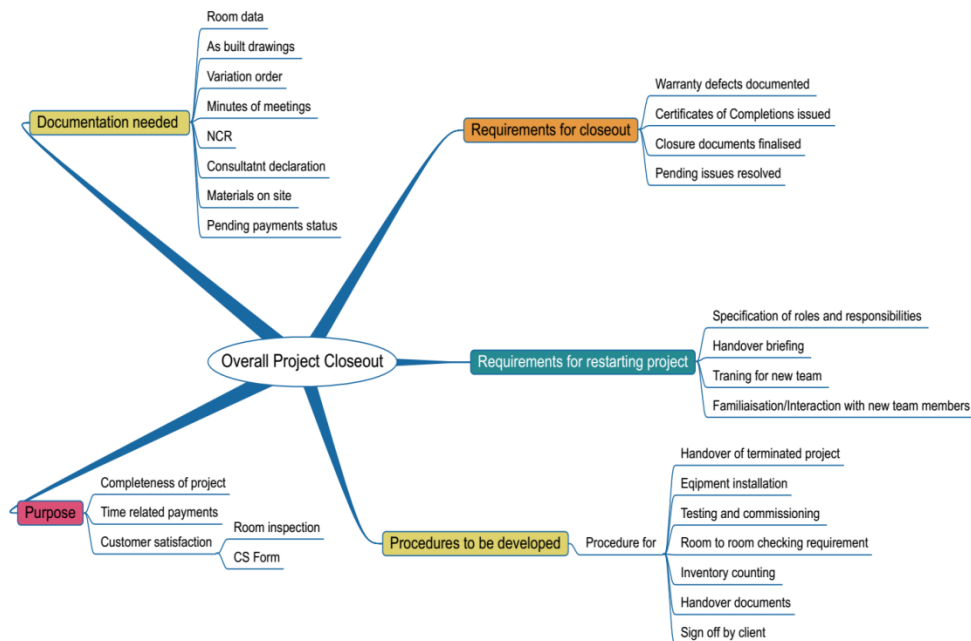 Room data
As built drawings
Variation order
Minutes of meetings
NCR
Consultatnt declaration
Materials on site
Pending payments status
Documentation needed
Warranty defects documented
Certificates of Completions issued
Closure documents finalised
Pending issues resolved
Requirements for closeout
Overall Project Closeout
Specification of roles and responsibilities
Handover briefing
Traning for new team
Familiaisation/Interaction with new team members
Requirements for restarting project
Purpose
Completeness of project
Time related payments
Customer satisfaction
Room inspection
CS Form
Procedures to be developed
Procedure for
Handover of terminated project
Eqipment installation
Testing and commissioning
Room to room checking requirement
Inventory counting
Handover documents
Sign off by client